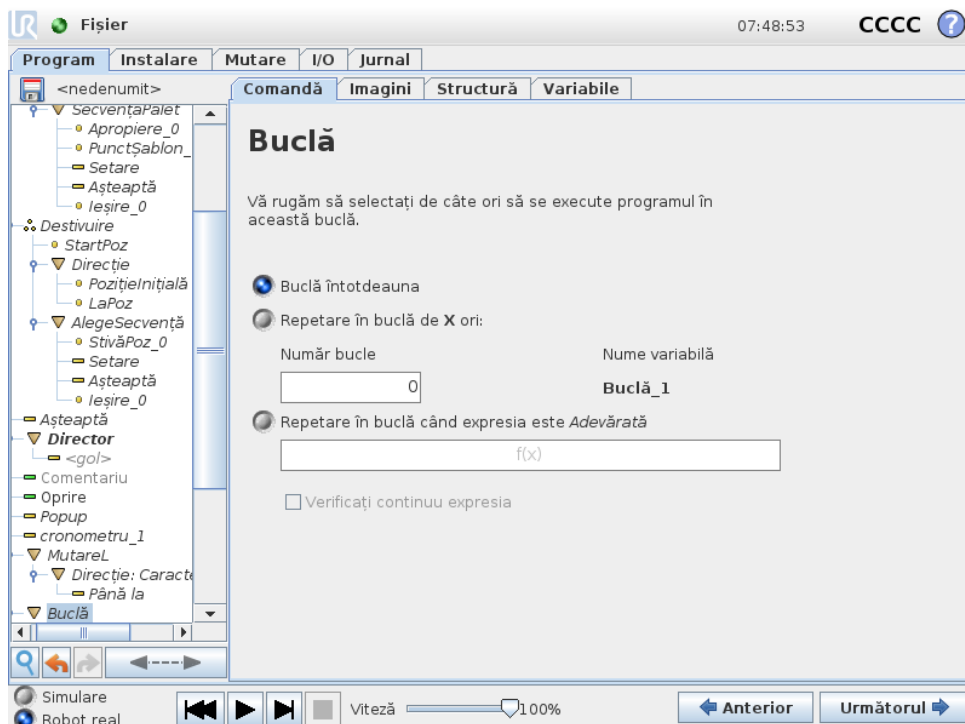 UR Fișier 07:48:53 CCCC ?
Program Instalare Mutare I/O Jurnal
<nedenumit>
Comandă Imagini Structură Variabile
SecvențaPalet
Apropiere_0
PunctȘablon_
Setare
Așteaptă
Ieșire_0
Destivuire
StartPoz
Direcție
PozițieInițială
LaPoz
AlegeSecvență
StivăPoz_0
Setare
Așteaptă
Ieșire_0
Așteaptă
Director
<gol>
Comentariu
Oprire
Popup
cronometru_1
MutareL
Direcție: Caracte
Până la
Buclă
Buclă
Vă rugăm să selectați de câte ori să se execute programul în
această buclă.
Buclă întotdeauna
Repetare în buclă de X ori:
Număr bucle Nume variabilă
0 Buclă_1
Repetare în buclă când expresia este Adevărată
f(x)
Verificați continuu expresia
Simulare
Robot real
Viteză 100%
Anterior Următorul